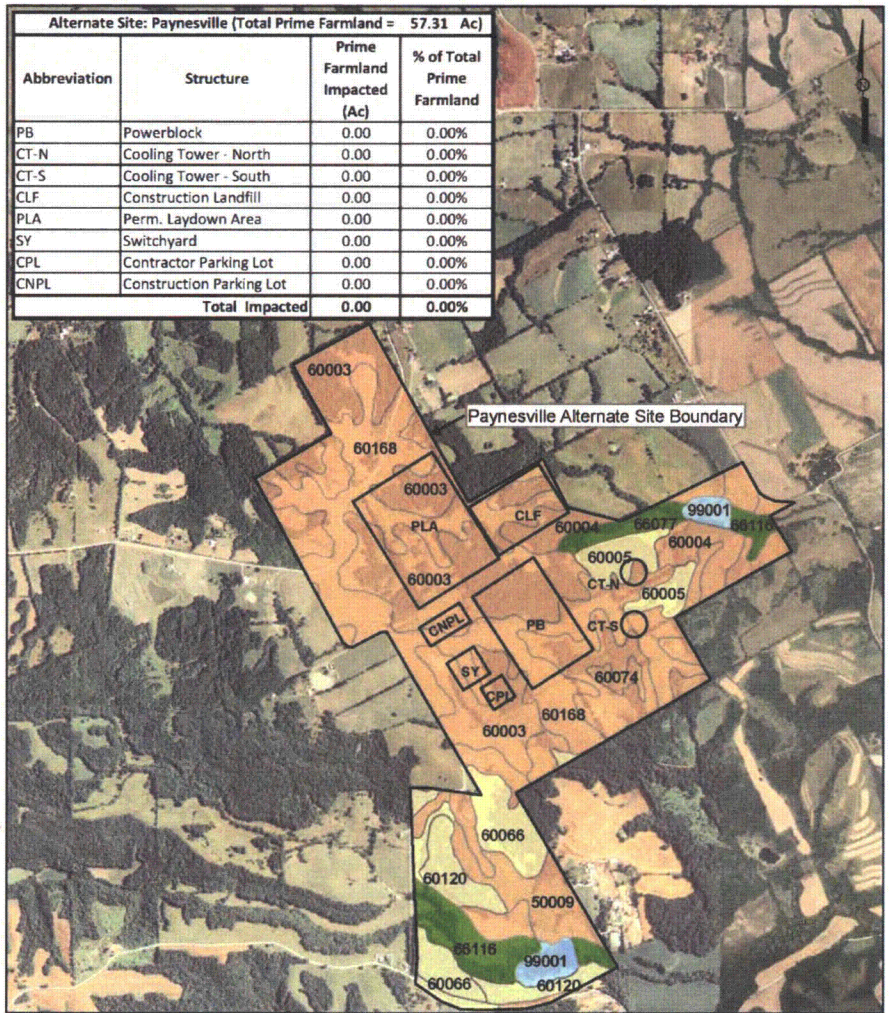 Alternate Site: Paynesville (Total Prime Farmland = 57.31 Ac)
Abbreviation Structure Prime Farmland Impacted (Ac) % of Total Prime Farmland
PB Powerblock 0.00 0.00%
CT-N Cooling Tower - North 0.00 0.00%
CT-S Cooling Tower - South 0.00 0.00%
CLF Construction Landfill 0.00 0.00%
PLA Perm. Laydown Area 0.00 0.00%
SY Switchyard 0.00 0.00%
CPL Contractor Parking Lot 0.00 0.00%
CNPL Construction Parking Lot 0.00 0.00%
Total Impacted 0.00 0.00%
60003
Paynesville Alternate Site Boundary
60168
60003
PLA
CLF
60004
66077
99001
66116
60004
60005
60003
CT-N
60005
CNPL
PB
CT-S
SY
60074
CPL
60168
60003
60066
60120
50009
66116
99001
60066
60120